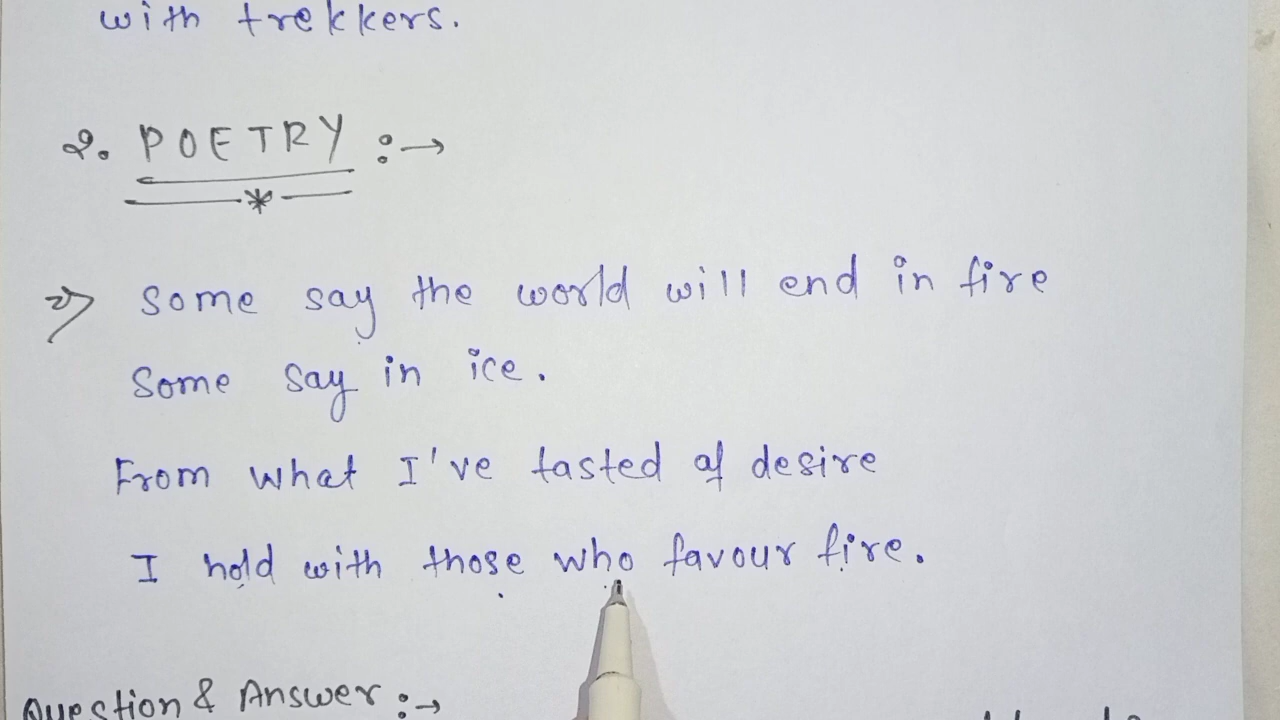 with trekkers.
2. POETRY :→
some say the world will end in fire
Some say in ice.
From what I've tasted of desire
I hold with those who favour fire.
Question & Answer :→